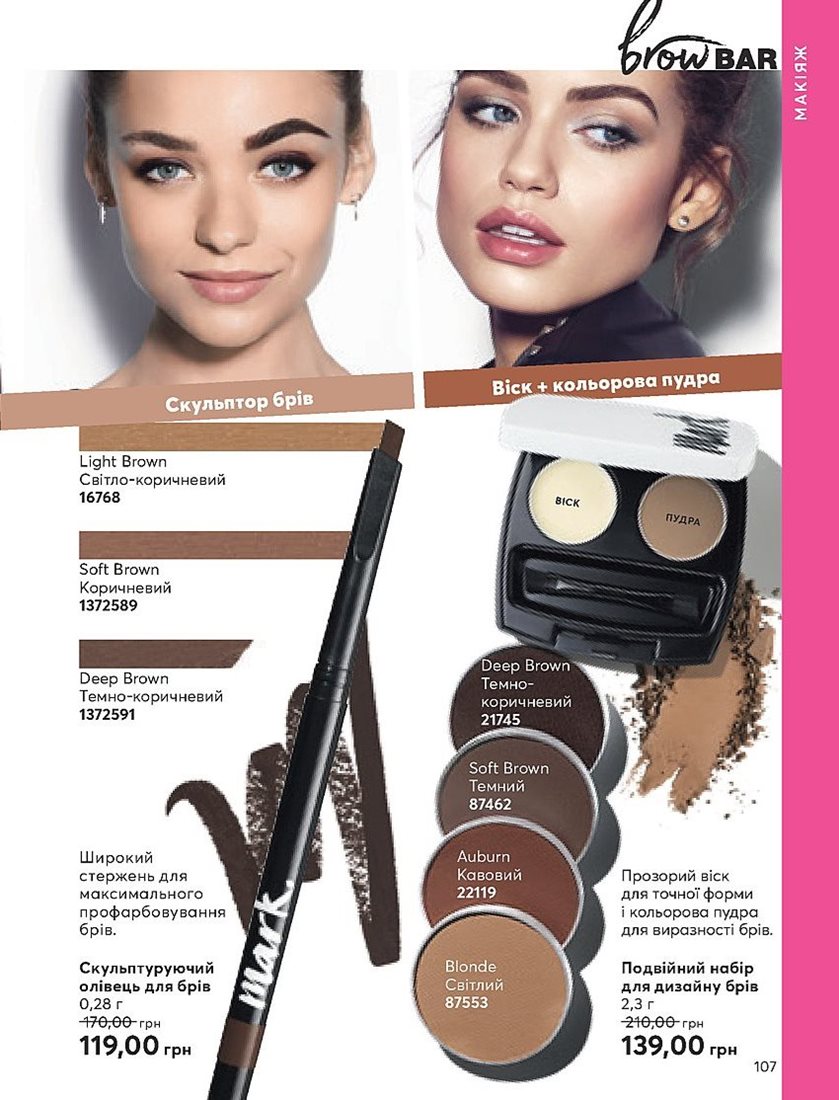 brow BAR
МАКІЯЖ
Скульптор брів
Віск + кольорова пудра
Light Brown
Світло-коричневий
16768
Soft Brown
Коричневий
1372589
Deep Brown
Темно-коричневий
1372591
mark.
ВІСК
ПУДРА
Deep Brown
Темно-
коричневий
21745
Soft Brown
Темний
87462
Auburn
Кавовий
22119
Blonde
Світлий
87553
Широкий
стержень для
максимального
профарбовування
брів.
Скульптуруючий
олівець для брів
0,28 г
170,00 грн
119,00 грн
mark.
Прозорий віск
для точної форми
і кольорова пудра
для виразності брів.
Подвійний набір
для дизайну брів
2,3 г
210,00 грн
139,00 грн
107